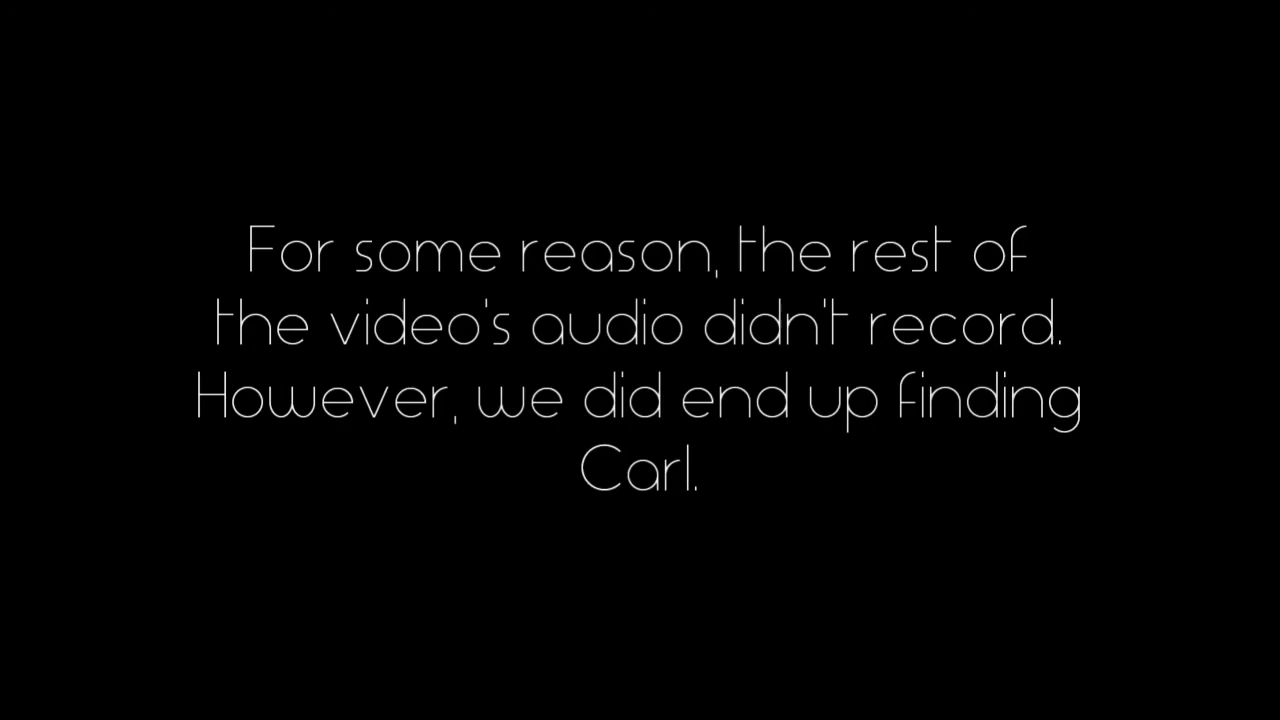 For some reason, the rest of
the video's audio didn't record.
However, we did end up finding
Carl.